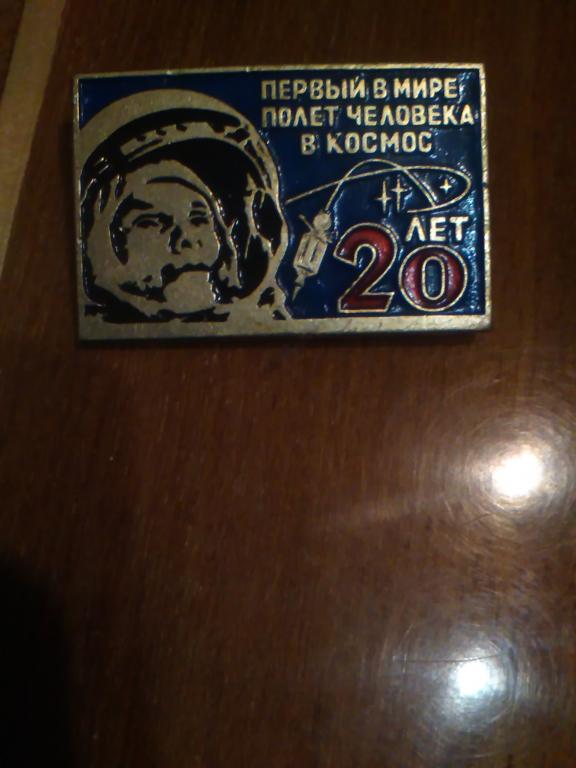 ПЕРВЫЙ В МИРЕ
ПОЛЕТ ЧЕЛОВЕКА
В КОСМОС
20 ЛЕТ